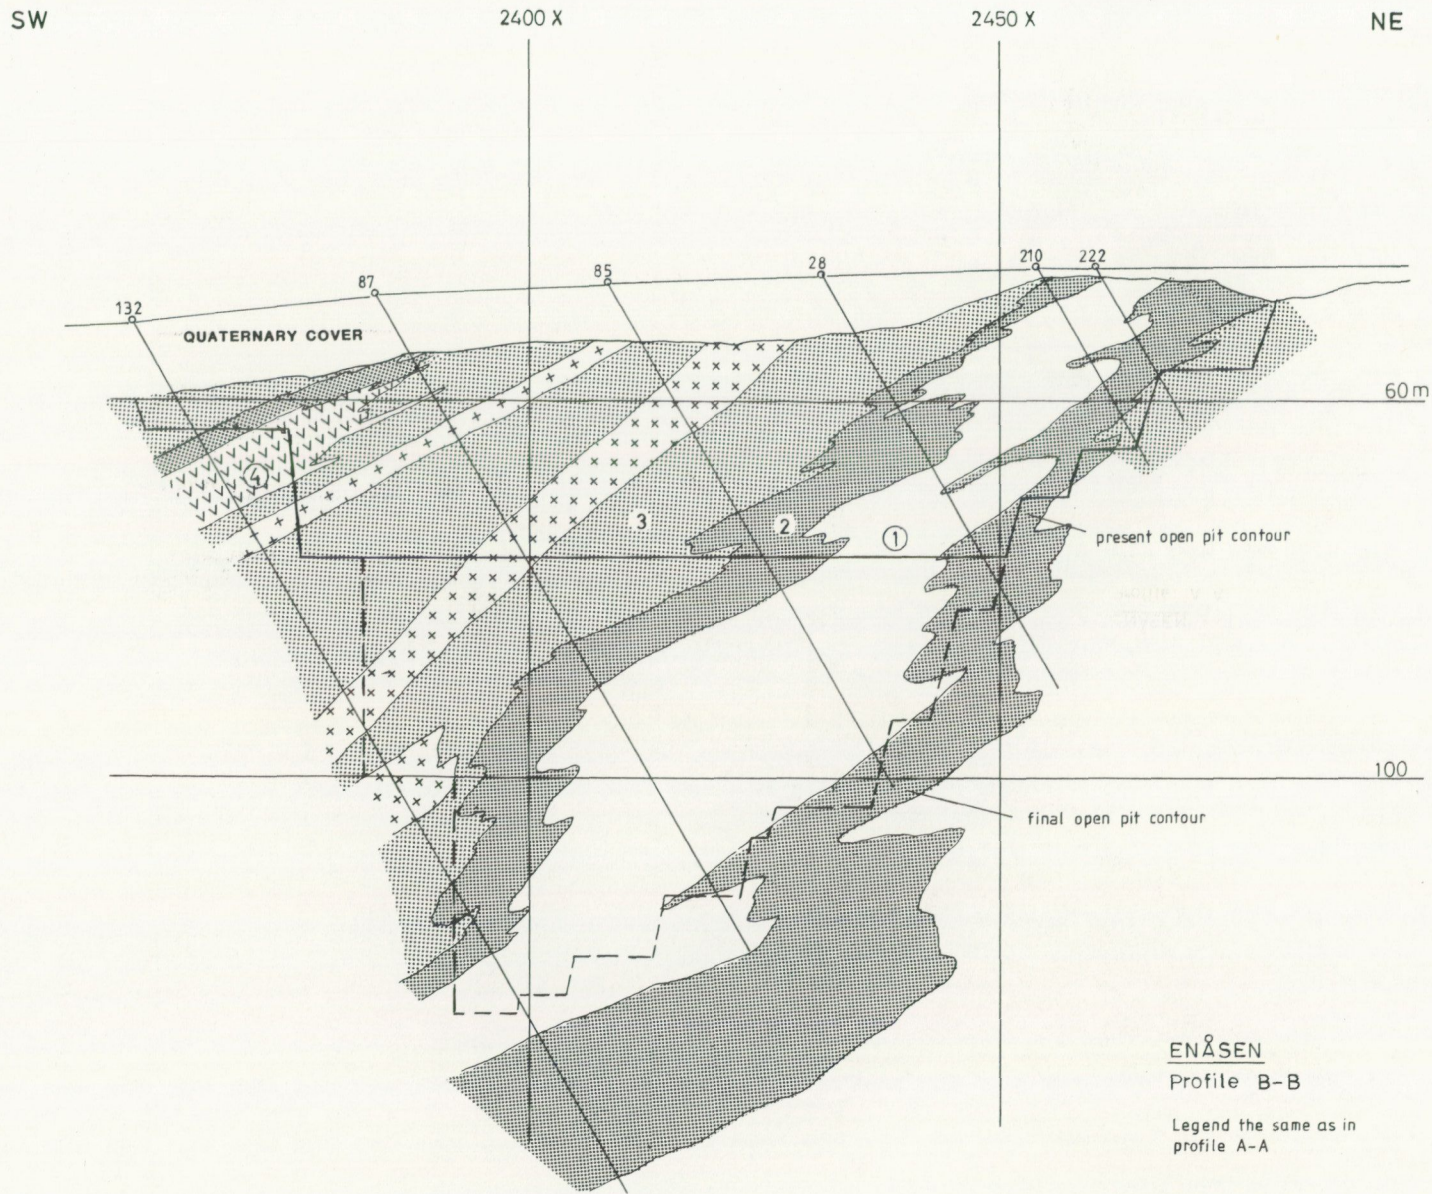 SW
2400 X
2450 X
NE
132
87
85
28
210
222
QUATERNARY COVER
60 m
4
3
2
1
present open pit contour
100
final open pit contour
ENÅSEN
Profile B-B
Legend the same as in
profile A-A